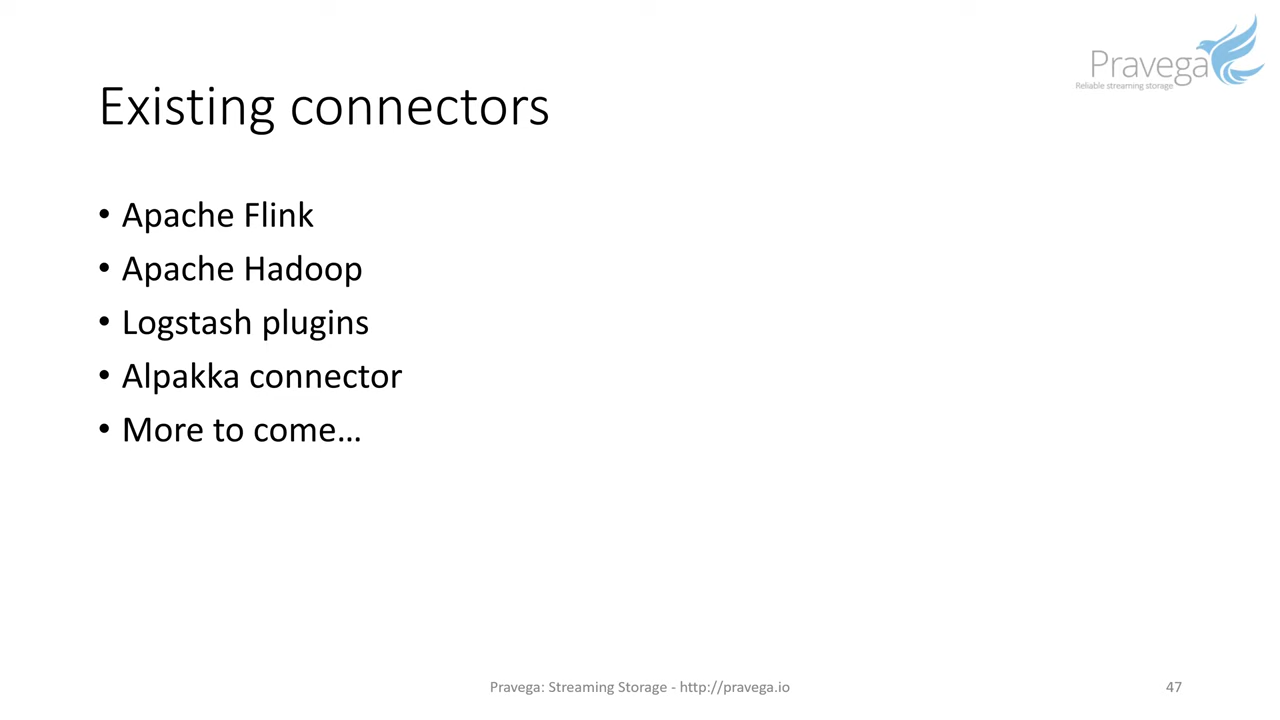 Pravega
Reliable streaming storage
Existing connectors
• Apache Flink
• Apache Hadoop
• Logstash plugins
• Alpakka connector
• More to come…
Pravega: Streaming Storage - http://pravega.io
47